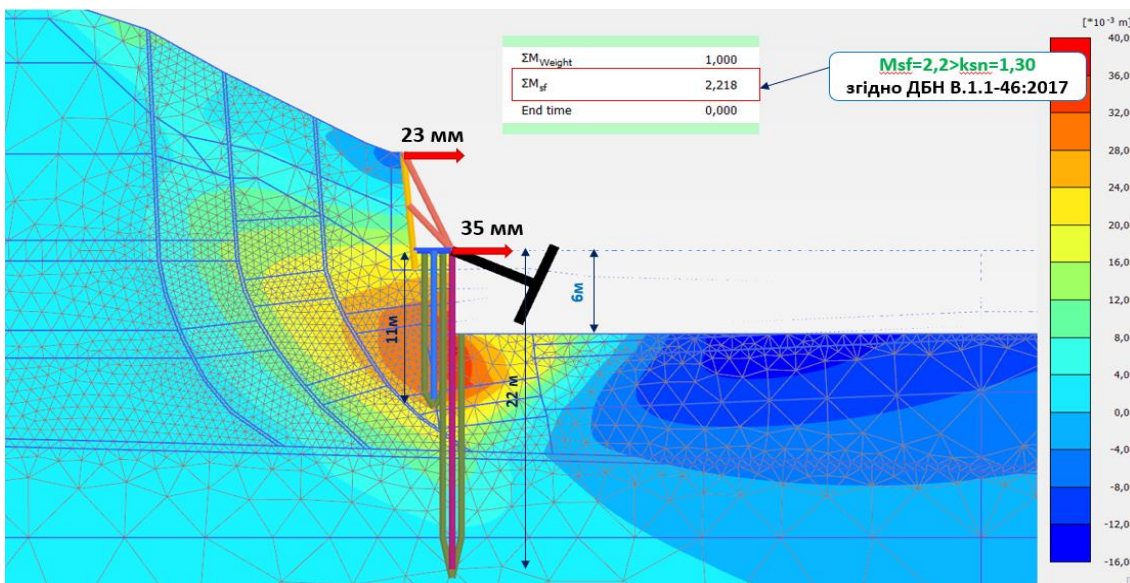 [*10⁻³ m]
ΣM_Weight 1,000
ΣM_sf 2,218
End time 0,000
Msf=2,2>ksn=1,30
згідно ДБН В.1.1-46:2017
23 мм
35 мм
6м
11м
22 м
40,0
36,0
32,0
28,0
24,0
20,0
16,0
12,0
8,0
4,0
0,0
-4,0
-8,0
-12,0
-16,0